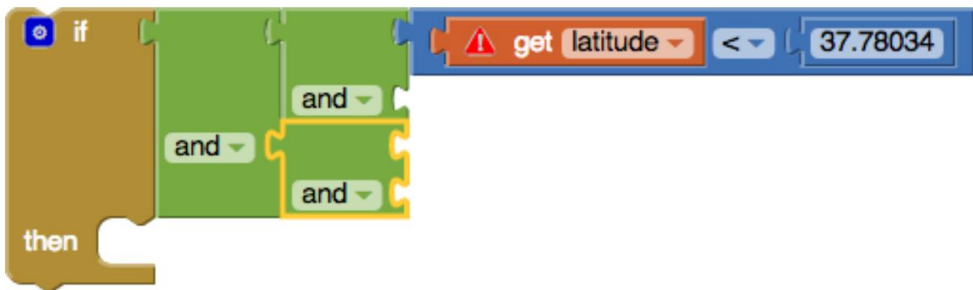 if get latitude < 37.78034
and
and
and
then